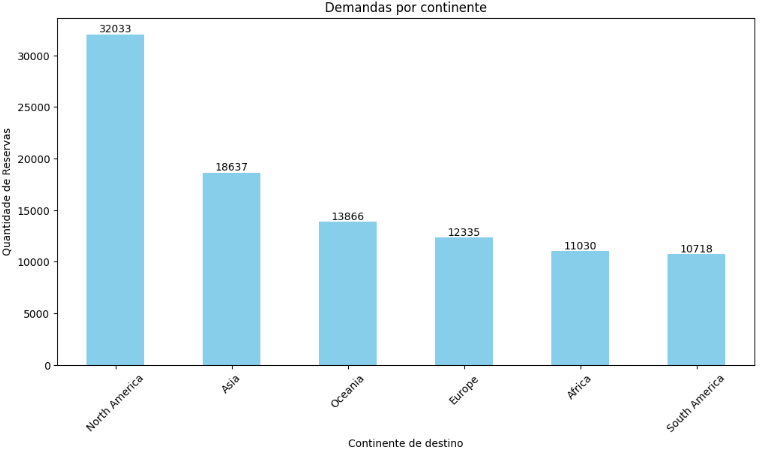 Demandas por continente
32033
18637
13866
12335
11030
10718
30000
25000
20000
15000
10000
5000
0
Quantidade de Reservas
North America
Asia
Oceania
Europe
Africa
South America
Continente de destino